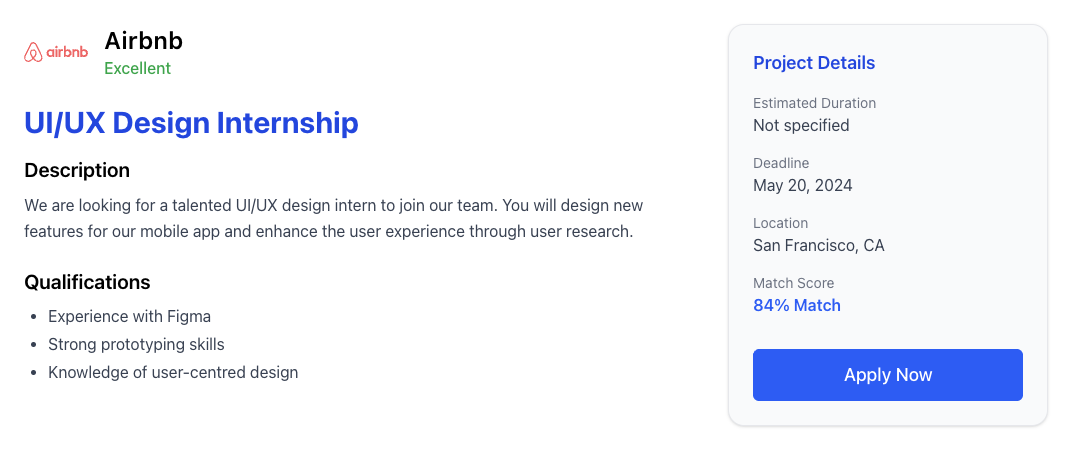 airbnb
Airbnb
Excellent
UI/UX Design Internship
Description
We are looking for a talented UI/UX design intern to join our team. You will design new
features for our mobile app and enhance the user experience through user research.
Qualifications
• Experience with Figma
• Strong prototyping skills
• Knowledge of user-centred design
Project Details
Estimated Duration
Not specified
Deadline
May 20, 2024
Location
San Francisco, CA
Match Score
84% Match
Apply Now